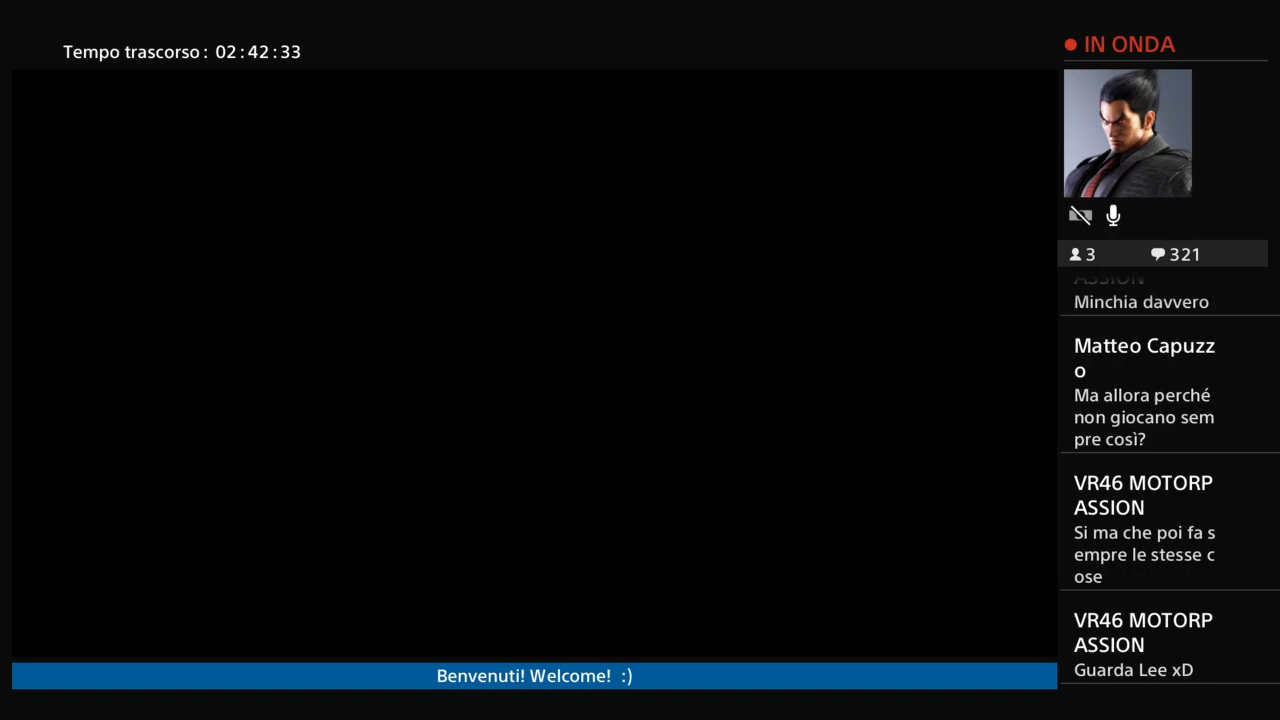 Tempo trascorso : 02:42:33
IN ONDA
3 321
ASSION
Minchia davvero
Matteo Capuzz
o
Ma allora perché
non giocano sem
pre così?
VR46 MOTORP
ASSION
Si ma che poi fa s
empre le stesse c
ose
VR46 MOTORP
ASSION
Guarda Lee xD
Benvenuti! Welcome! :)